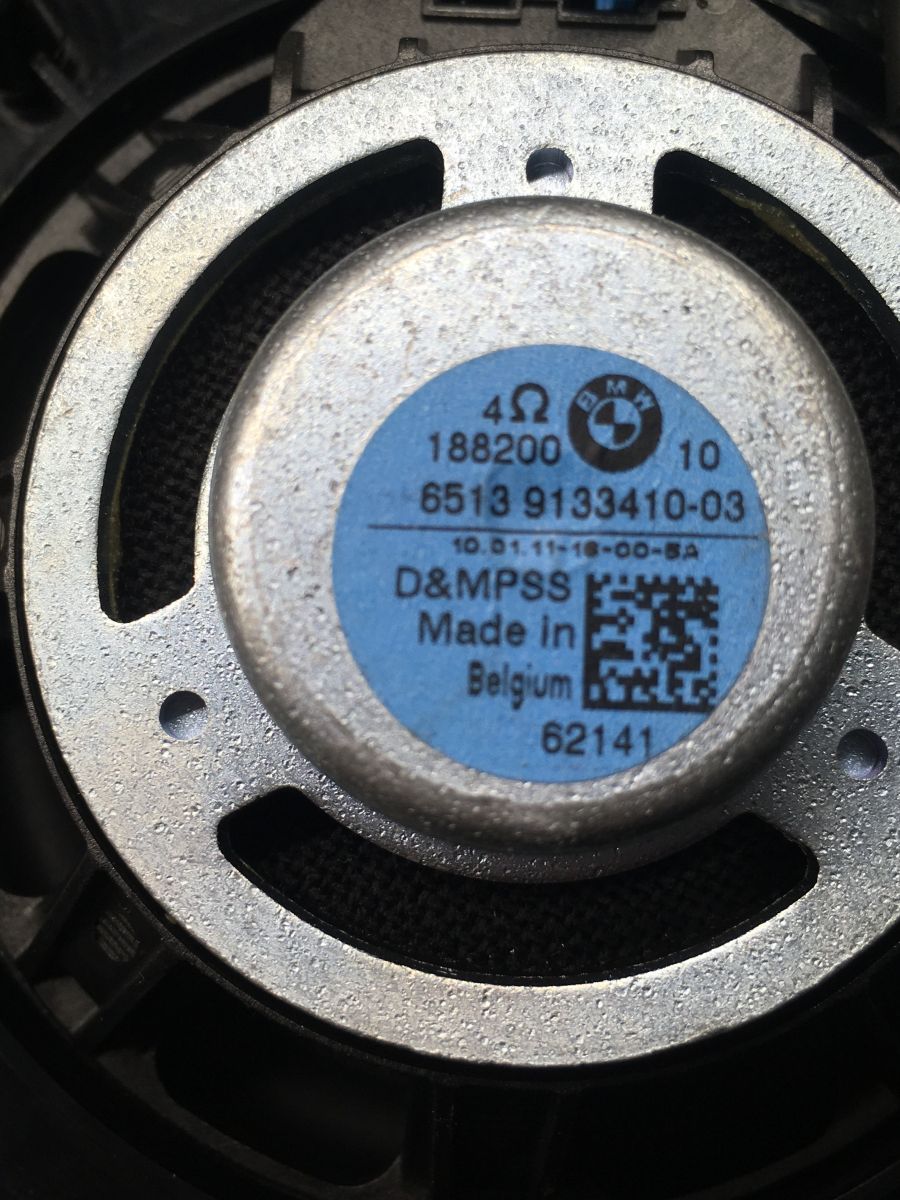 4Ω
BMW
188200 10
6513 9133410-03
10.01.11-16-00-5A
D&MPSS
Made in
Belgium
62141